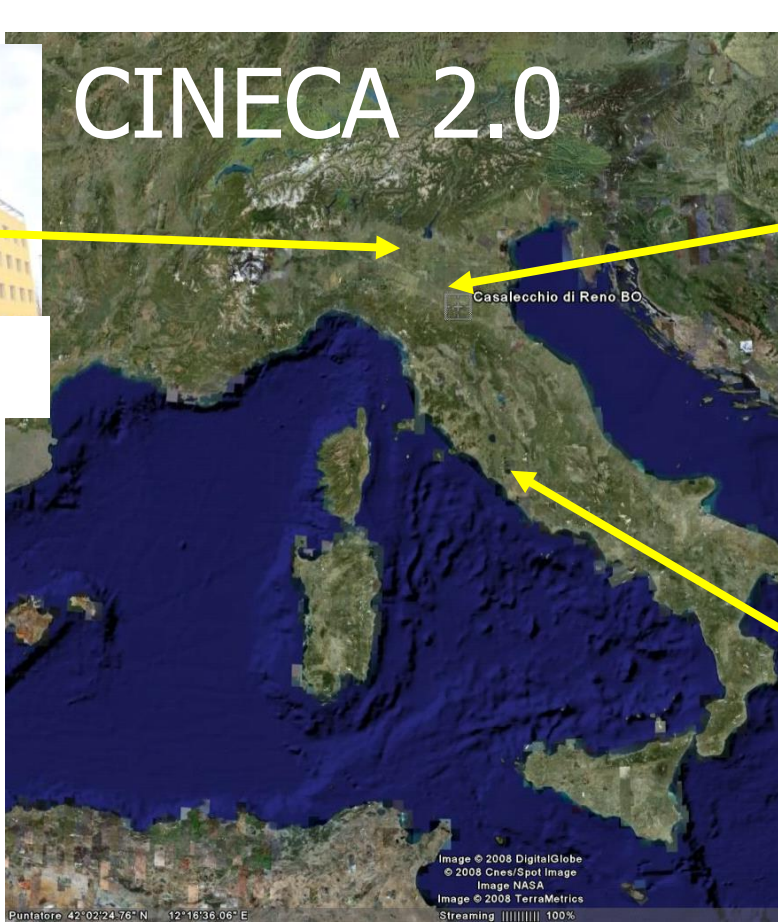 CINECA 2.0
Casalecchio di Reno BO
Image © 2008 DigitalGlobe
© 2008 Cnes/Spot Image
Image NASA
Image © 2008 TerraMetrics
Puntatore 42°02'24.76" N 12°16'36.06" E Streaming |||||||||| 100%